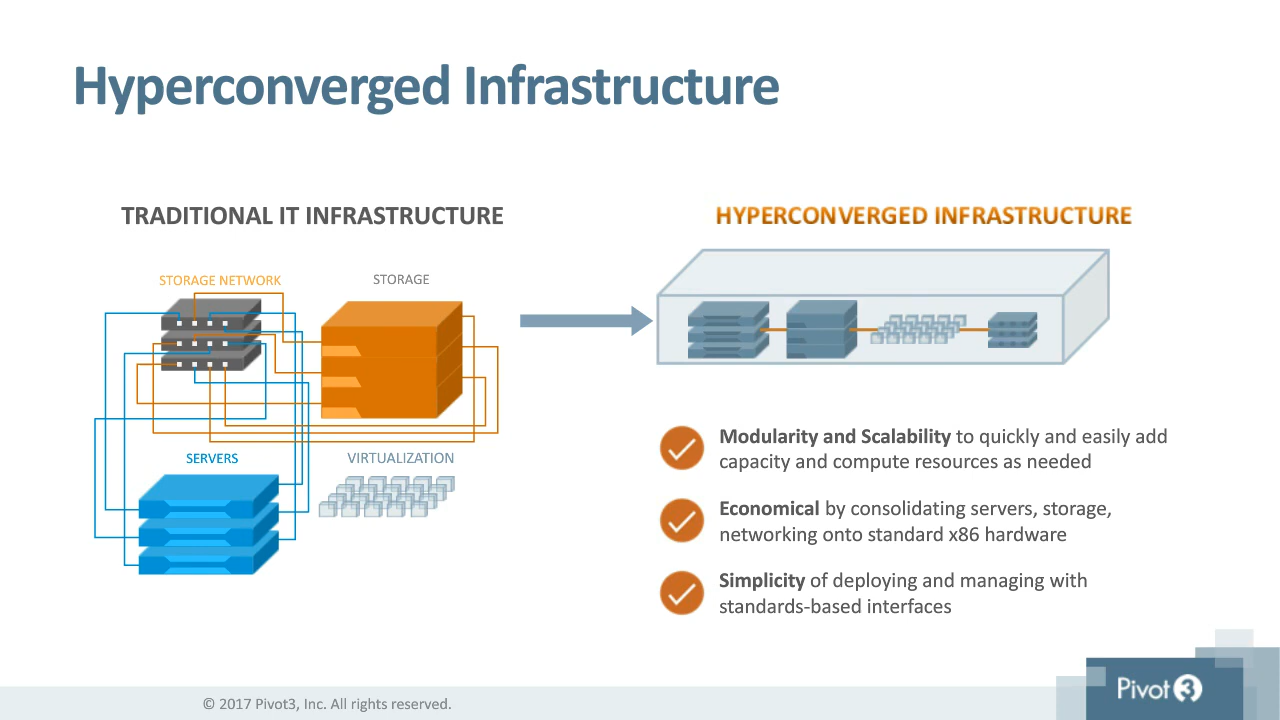 Hyperconverged Infrastructure
TRADITIONAL IT INFRASTRUCTURE
STORAGE NETWORK
STORAGE
SERVERS
VIRTUALIZATION
HYPERCONVERGED INFRASTRUCTURE
Modularity and Scalability to quickly and easily add
capacity and compute resources as needed
Economical by consolidating servers, storage,
networking onto standard x86 hardware
Simplicity of deploying and managing with
standards-based interfaces
© 2017 Pivot3, Inc. All rights reserved.
Pivot3